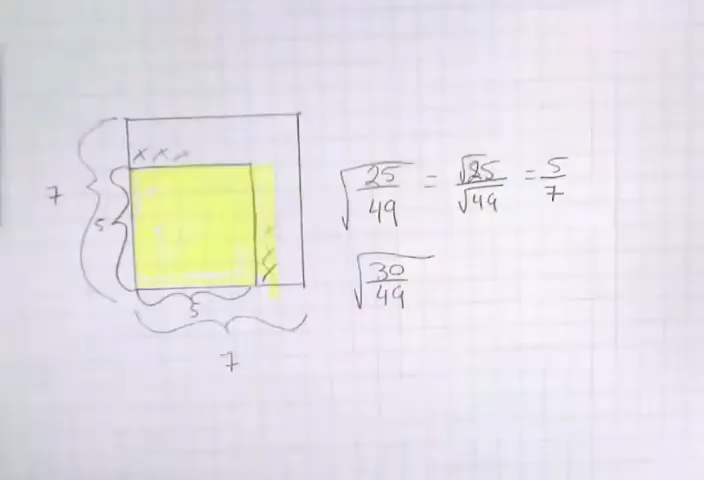 x x x
7
5
x
x
x
5
7
√25/49 = √25/√49 = 5/7
√30/49